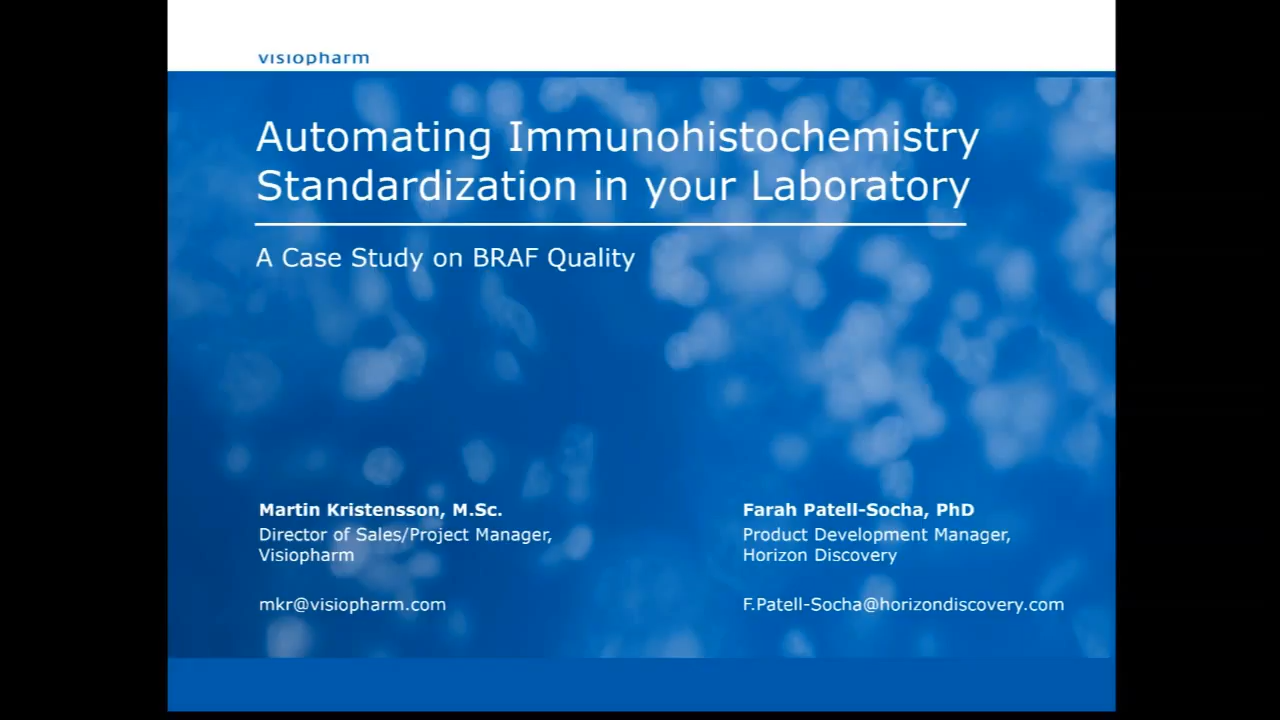 visiopharm
Automating Immunohistochemistry
Standardization in your Laboratory
A Case Study on BRAF Quality
Martin Kristensson, M.Sc.
Director of Sales/Project Manager,
Visiopharm
mkr@visiopharm.com
Farah Patell-Socha, PhD
Product Development Manager,
Horizon Discovery
F.Patell-Socha@horizondiscovery.com